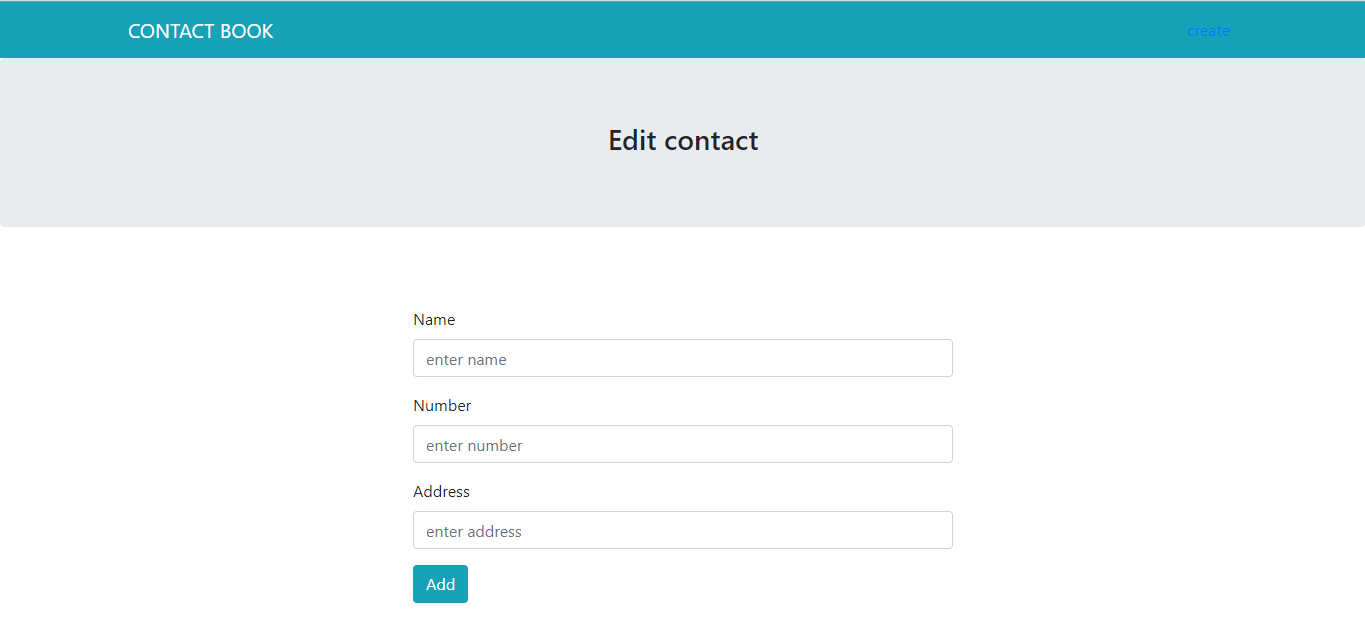 CONTACT BOOK create
Edit contact
Name
enter name
Number
enter number
Address
enter address
Add